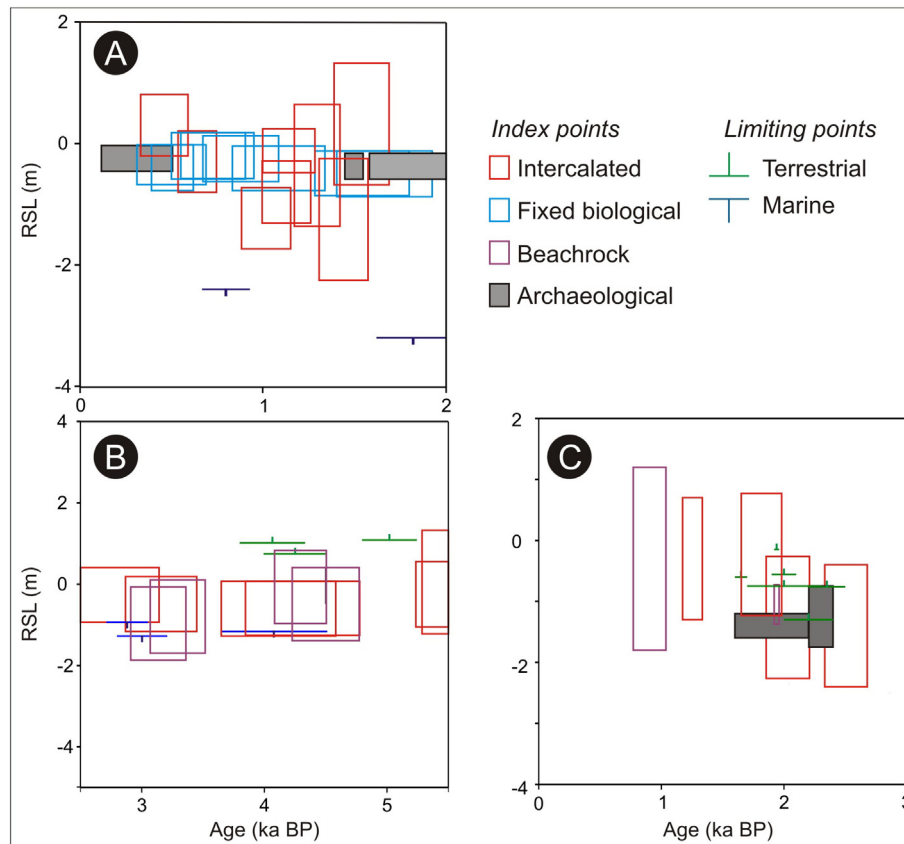 A
2
0
-2
-4
RSL (m)
0 1 2
Index points
Intercalated
Fixed biological
Beachrock
Archaeological
Limiting points
Terrestrial
Marine
B
4
2
0
-2
-4
RSL (m)
3 4 5
Age (ka BP)
C
2
0
-2
-4
0 1 2 3
Age (ka BP)